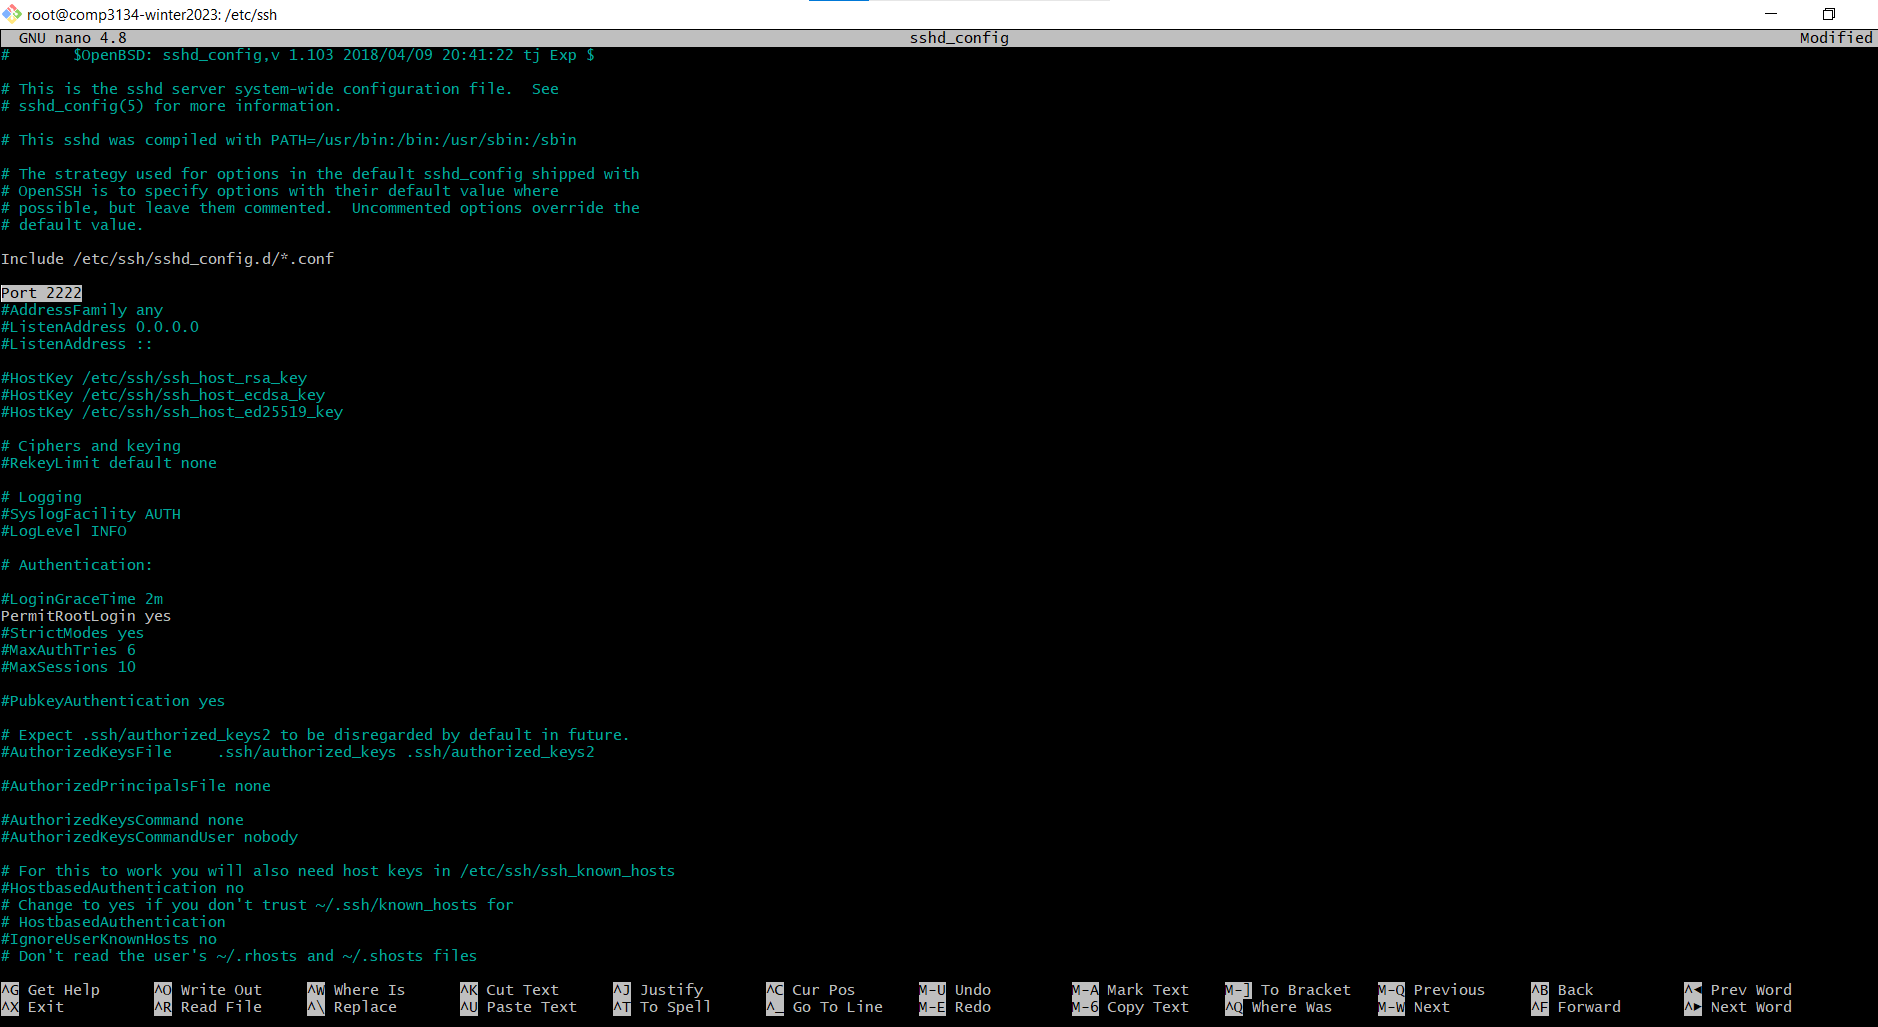 root@comp3134-winter2023: /etc/ssh
GNU nano 4.8 sshd_config Modified
#       $OpenBSD: sshd_config,v 1.103 2018/04/09 20:41:22 tj Exp $
# This is the sshd server system-wide configuration file.  See
# sshd_config(5) for more information.
# This sshd was compiled with PATH=/usr/bin:/bin:/usr/sbin:/sbin
# The strategy used for options in the default sshd_config shipped with
# OpenSSH is to specify options with their default value where
# possible, but leave them commented.  Uncommented options override the
# default value.
Include /etc/ssh/sshd_config.d/*.conf
Port 2222
#AddressFamily any
#ListenAddress 0.0.0.0
#ListenAddress ::
#HostKey /etc/ssh/ssh_host_rsa_key
#HostKey /etc/ssh/ssh_host_ecdsa_key
#HostKey /etc/ssh/ssh_host_ed25519_key
# Ciphers and keying
#RekeyLimit default none
# Logging
#SyslogFacility AUTH
#LogLevel INFO
# Authentication:
#LoginGraceTime 2m
PermitRootLogin yes
#StrictModes yes
#MaxAuthTries 6
#MaxSessions 10
#PubkeyAuthentication yes
# Expect .ssh/authorized_keys2 to be disregarded by default in future.
#AuthorizedKeysFile     .ssh/authorized_keys .ssh/authorized_keys2
#AuthorizedPrincipalsFile none
#AuthorizedKeysCommand none
#AuthorizedKeysCommandUser nobody
# For this to work you will also need host keys in /etc/ssh/ssh_known_hosts
#HostbasedAuthentication no
# Change to yes if you don't trust ~/.ssh/known_hosts for
# HostbasedAuthentication
#IgnoreUserKnownHosts no
# Don't read the user's ~/.rhosts and ~/.shosts files
^G Get Help ^O Write Out ^W Where Is ^K Cut Text ^J Justify ^C Cur Pos M-U Undo M-A Mark Text M-] To Bracket M-Q Previous ^B Back ^◀ Prev Word
^X Exit ^R Read File ^\ Replace ^U Paste Text ^T To Spell ^_ Go To Line M-E Redo M-6 Copy Text ^Q Where Was M-W Next ^F Forward ^▶ Next Word